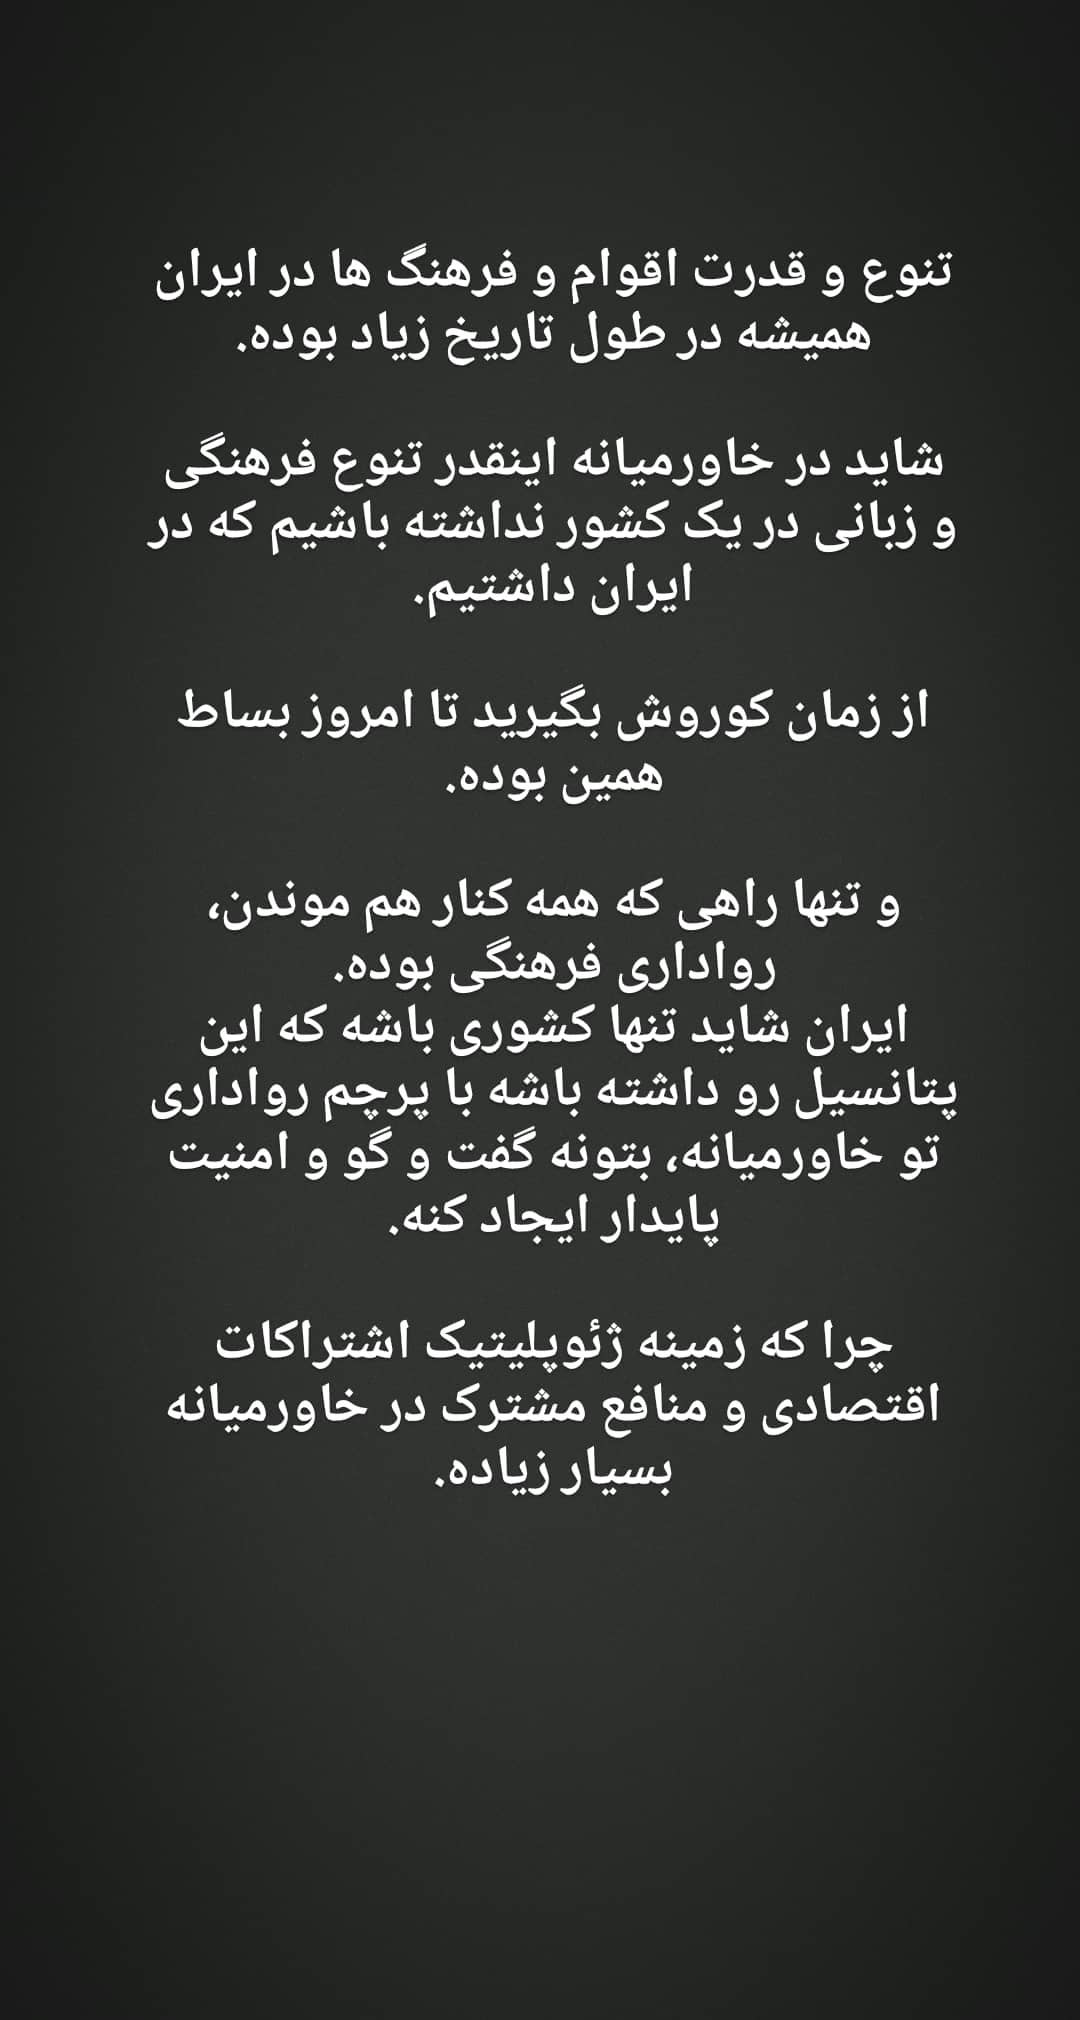 تنوع و قدرت اقوام و فرهنگ ها در ایران
همیشه در طول تاریخ زیاد بوده.
شاید در خاورمیانه اینقدر تنوع فرهنگی
و زبانی در یک کشور نداشته باشیم که در
ایران داشتیم.
از زمان کوروش بگیرید تا امروز بساط
همین بوده.
و تنها راهی که همه کنار هم موندن،
رواداری فرهنگی بوده.
ایران شاید تنها کشوری باشه که این
پتانسیل رو داشته باشه با پرچم رواداری
تو خاورمیانه، بتونه گفت و گو و امنیت
پایدار ایجاد کنه.
چرا که زمینه ژئوپلیتیک اشتراکات
اقتصادی و منافع مشترک در خاورمیانه
بسیار زیاده.